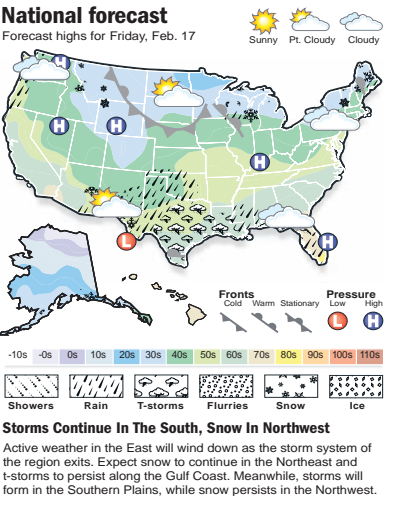 National forecast
Forecast highs for Friday, Feb. 17
Sunny Pt. Cloudy Cloudy
H
H H
H
L H
Fronts Pressure
Cold Warm Stationary Low High
L H
-10s -0s 0s 10s 20s 30s 40s 50s 60s 70s 80s 90s 100s 110s
Showers Rain T-storms Flurries Snow Ice
Storms Continue In The South, Snow In Northwest
Active weather in the East will wind down as the storm system of
the region exits. Expect snow to continue in the Northeast and
t-storms to persist along the Gulf Coast. Meanwhile, storms will
form in the Southern Plains, while snow persists in the Northwest.